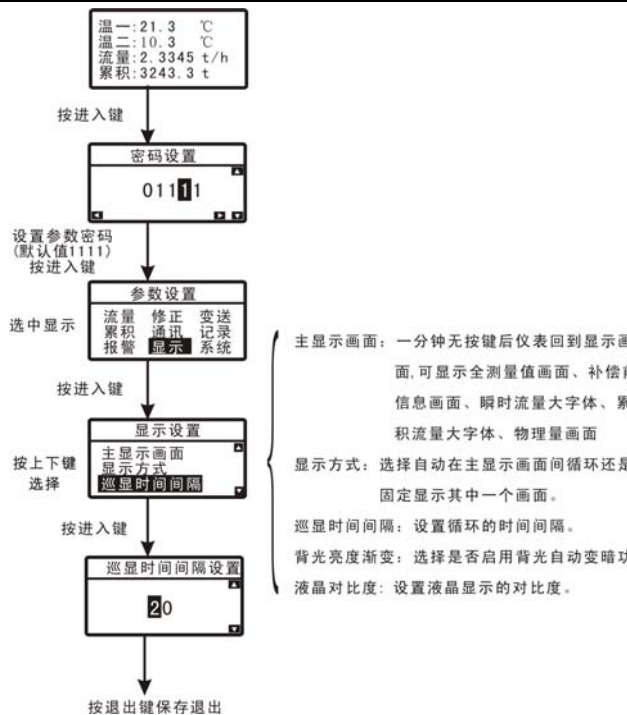 温一:21.3 ℃
温二:10.3 ℃
流量:2.3345 t/h
累积:3243.3 t
按进入键
密码设置
01111
设置参数密码
(默认值1111)
按进入键
参数设置
流量 修正 变送
累积 通讯 记录
报警 显示 系统
选中显示
按进入键
显示设置
主显示画面
显示方式
巡显时间间隔
按上下键
选择
按进入键
巡显时间间隔设置
20
按退出键保存退出
主显示画面：一分钟无按键后仪表回到显示画
面,可显示全测量值画面、补偿
信息画面、瞬时流量大字体、累
积流量大字体、物理量画面
显示方式：选择自动在主显示画面间循环还是
固定显示其中一个画面。
巡显时间间隔：设置循环的时间间隔。
背光亮度渐变：选择是否启用背光自动变暗功
液晶对比度：设置液晶显示的对比度。